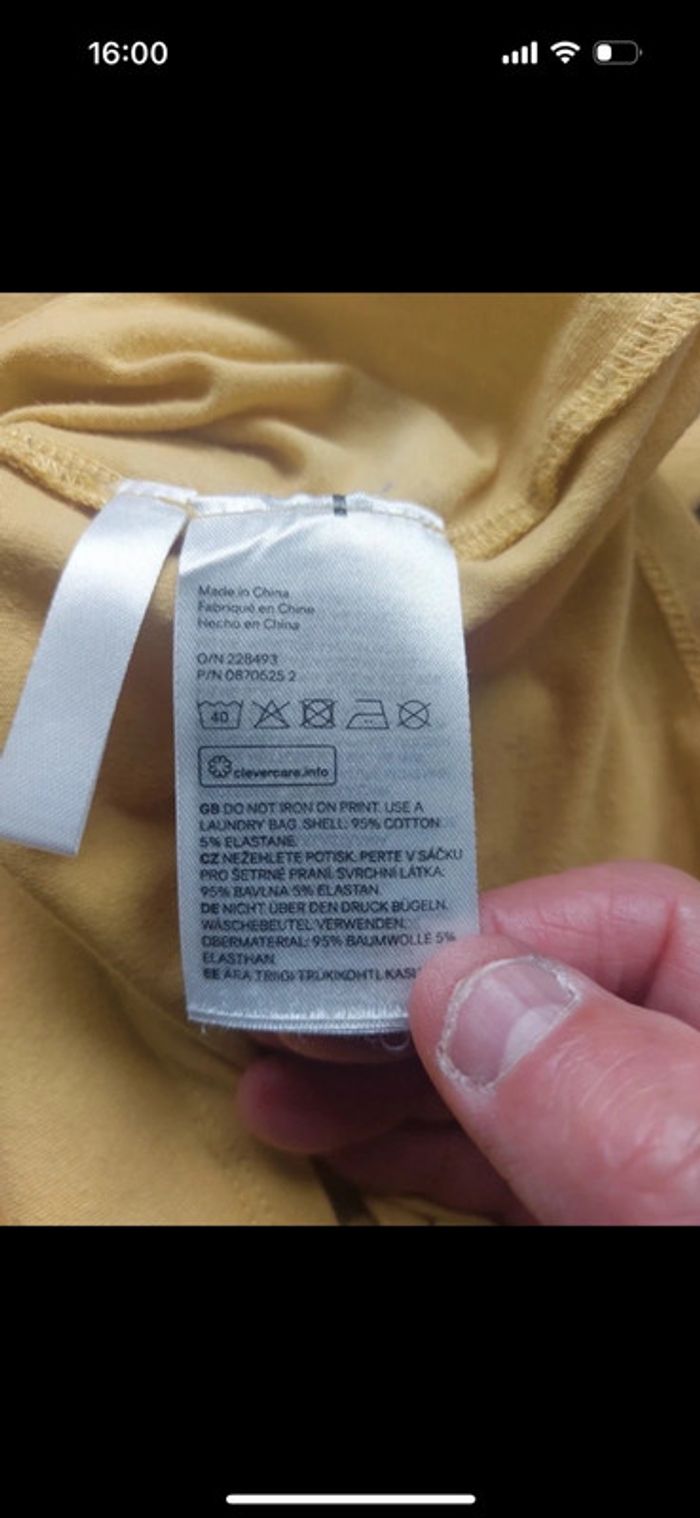 16:00
Made in China
Fabriqué en Chine
Hecho en China
O/N 228493
P/N 0870525 2
40
clevercare.info
GB DO NOT IRON ON PRINT. USE A
LAUNDRY BAG. SHELL: 95% COTTON
5% ELASTANE
CZ NEŽEHLETE POTISK. PERTE V SÁČKU
PRO ŠETRNÉ PRANÍ. SVRCHNÍ LÁTKA:
95% BAVLNA 5% ELASTAN
DE NICHT ÜBER DEN DRUCK BÜGELN.
WÄSCHEBEUTEL VERWENDEN.
OBERMATERIAL: 95% BAUMWOLLE 5%
ELASTHAN
EE ÄRA TRIIGI TRÜKIKOHTI.